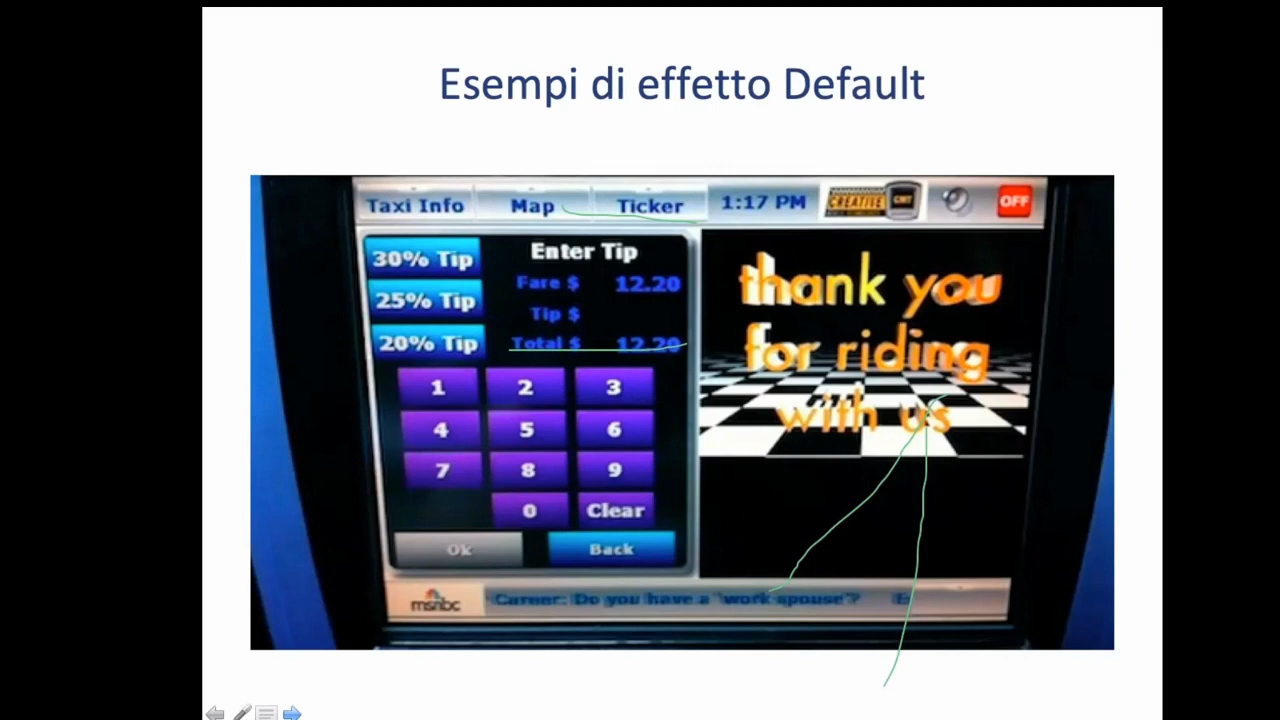 Esempi di effetto Default
Taxi Info Map Ticker 1:17 PM CREATIVE CMT OFF
30% Tip
25% Tip
20% Tip
Enter Tip
Fare $ 12.20
Tip $
Total $ 12.20
1 2 3
4 5 6
7 8 9
0 Clear
Ok Back
thank you
for riding
with us
msnbc Career: Do you have a 'work spouse'?